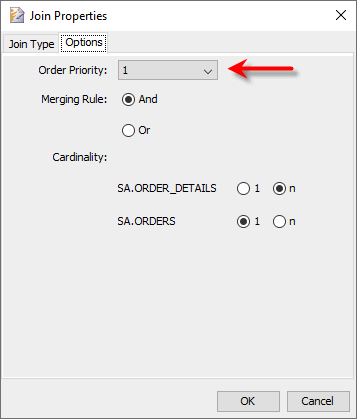 Join Properties
Join Type Options
Order Priority: 1
Merging Rule: And
Or
Cardinality:
SA.ORDER_DETAILS 1 n
SA.ORDERS 1 n
OK Cancel